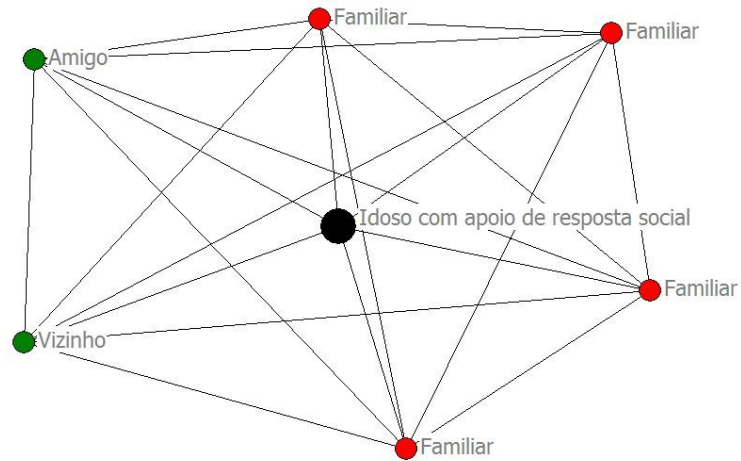 Familiar
Familiar
Amigo
Idoso com apoio de resposta social
Familiar
Vizinho
Familiar